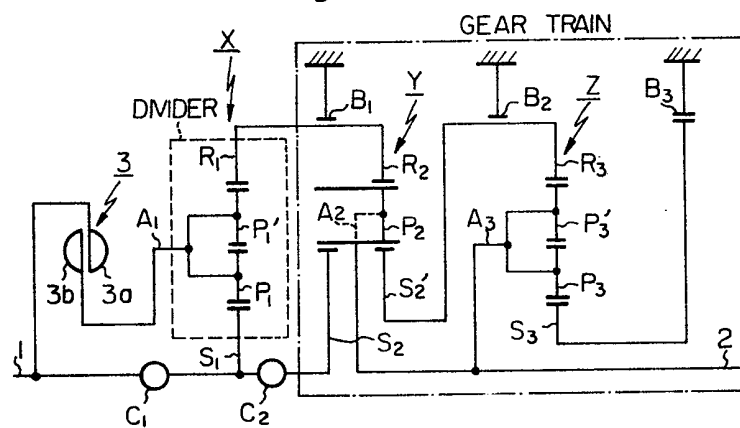 GEAR TRAIN
X
DIVIDER
B₁
Y
B₂
Z
B₃
R₁
R₂
R₃
3
A₁
P₁'
A₂
P₂
A₃
P₃'
3b 3a
P₁
S₂'
P₃
1
S₁
S₂
S₃
2
C₁
C₂